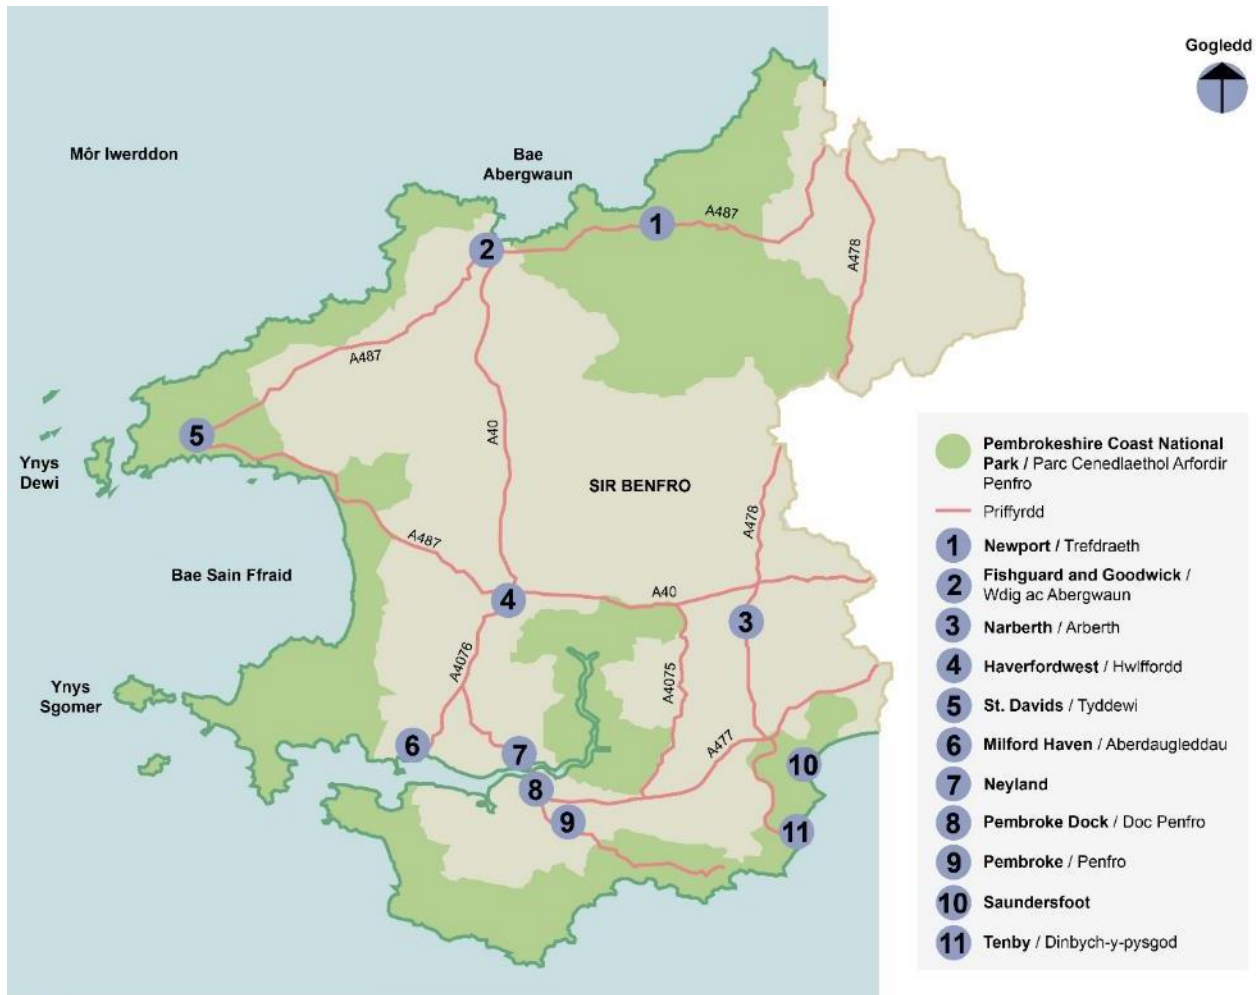 Gogledd
Môr Iwerddon
Bae
Abergwaun
1
A487
2
A478
A487
A40
5
Ynys
Dewi
SIR BENFRO
A478
A487
Bae Sain Ffraid
A40
4
3
A4076
A4075
Ynys
Sgomer
A477
6
7
10
8
9
11
Pembrokeshire Coast National
Park / Parc Cenedlaethol Arfordir
Penfro
Priffyrdd
1 Newport / Trefdraeth
2 Fishguard and Goodwick /
Wdig ac Abergwaun
3 Narberth / Arberth
4 Haverfordwest / Hwlffordd
5 St. Davids / Tyddewi
6 Milford Haven / Aberdaugleddau
7 Neyland
8 Pembroke Dock / Doc Penfro
9 Pembroke / Penfro
10 Saundersfoot
11 Tenby / Dinbych-y-pysgod